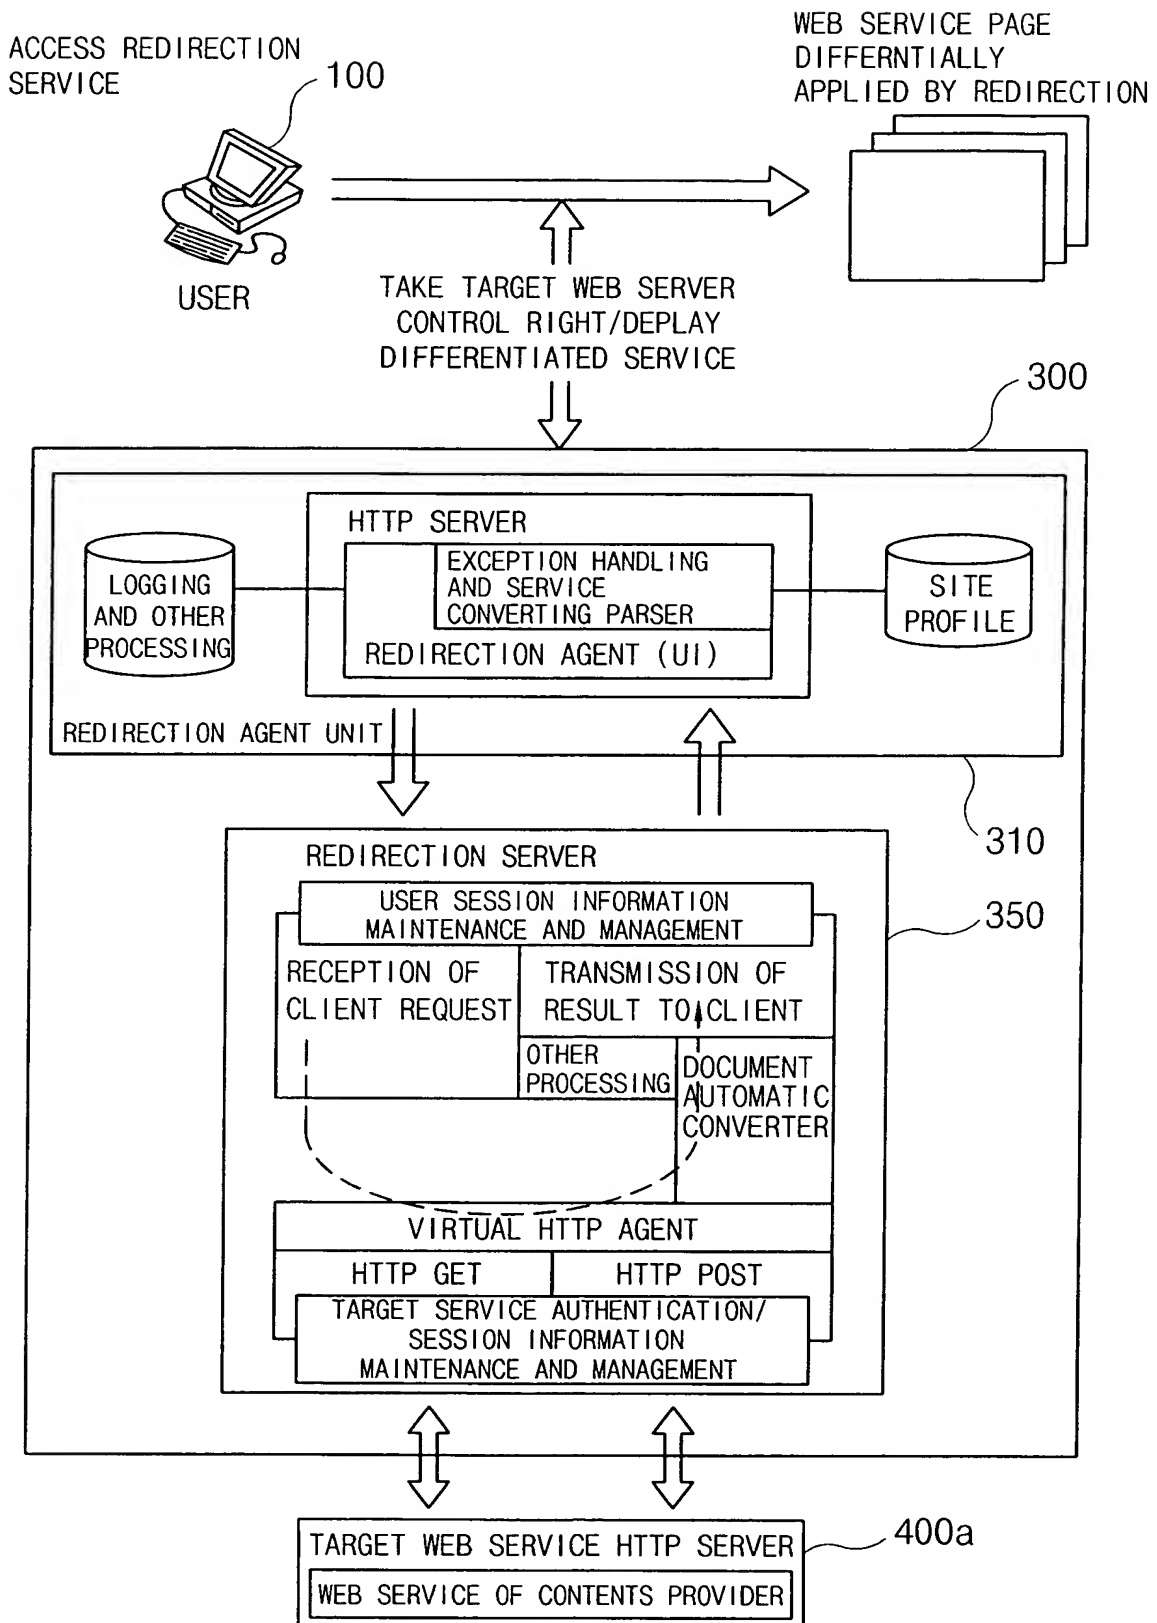 ACCESS REDIRECTION
SERVICE
100
USER
WEB SERVICE PAGE
DIFFERNTIALLY
APPLIED BY REDIRECTION
TAKE TARGET WEB SERVER
CONTROL RIGHT/DEPLAY
DIFFERENTIATED SERVICE
300
HTTP SERVER
LOGGING
AND OTHER
PROCESSING
EXCEPTION HANDLING
AND SERVICE
CONVERTING PARSER
REDIRECTION AGENT (UI)
SITE
PROFILE
REDIRECTION AGENT UNIT
310
REDIRECTION SERVER
USER SESSION INFORMATION
MAINTENANCE AND MANAGEMENT
350
RECEPTION OF
CLIENT REQUEST
TRANSMISSION OF
RESULT TO CLIENT
OTHER
PROCESSING
DOCUMENT
AUTOMATIC
CONVERTER
VIRTUAL HTTP AGENT
HTTP GET
HTTP POST
TARGET SERVICE AUTHENTICATION/
SESSION INFORMATION
MAINTENANCE AND MANAGEMENT
TARGET WEB SERVICE HTTP SERVER
400a
WEB SERVICE OF CONTENTS PROVIDER